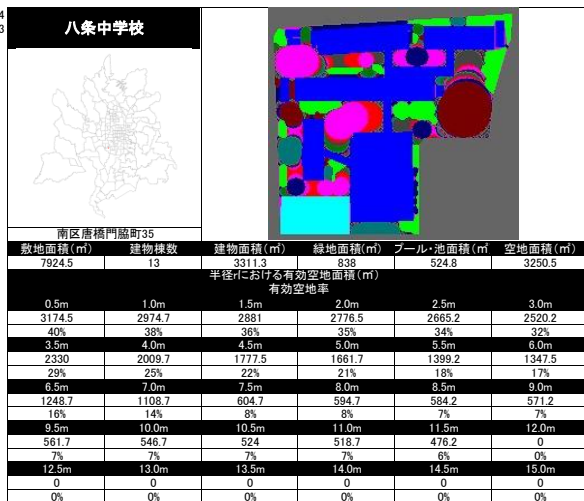 4
3
八条中学校
南区唐橋門脇町35
敷地面積(㎡) 建物棟数 建物面積(㎡) 緑地面積(㎡) プール・池面積(㎡ 空地面積(㎡)
7924.5 13 3311.3 838 524.8 3250.5
半径rにおける有効空地面積(㎡)
有効空地率
0.5m 1.0m 1.5m 2.0m 2.5m 3.0m
3174.5 2974.7 2881 2776.5 2665.2 2520.2
40% 38% 36% 35% 34% 32%
3.5m 4.0m 4.5m 5.0m 5.5m 6.0m
2330 2009.7 1777.5 1661.7 1399.2 1347.5
29% 25% 22% 21% 18% 17%
6.5m 7.0m 7.5m 8.0m 8.5m 9.0m
1248.7 1108.7 604.7 594.7 584.2 571.2
16% 14% 8% 8% 7% 7%
9.5m 10.0m 10.5m 11.0m 11.5m 12.0m
561.7 546.7 524 518.7 476.2 0
7% 7% 7% 7% 6% 0%
12.5m 13.0m 13.5m 14.0m 14.5m 15.0m
0 0 0 0 0 0
0% 0% 0% 0% 0% 0%